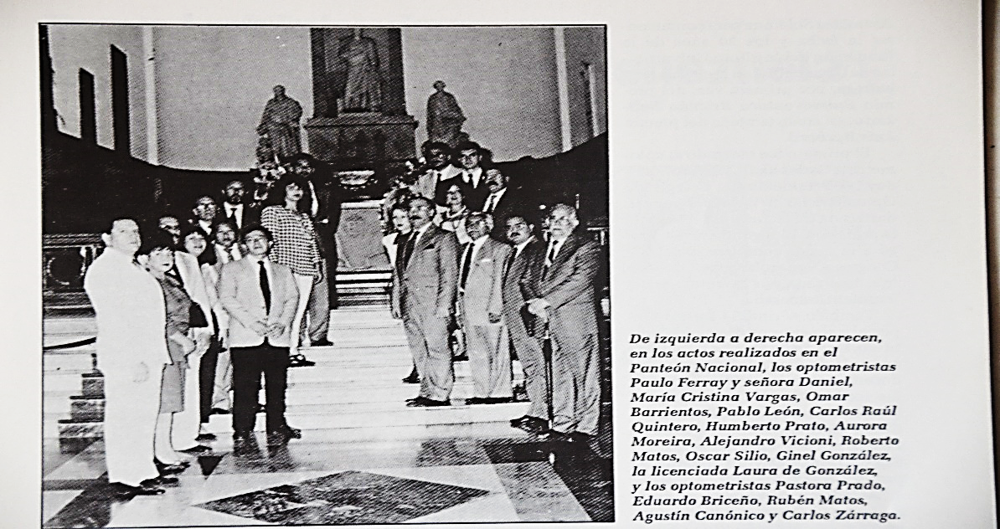 De izquierda a derecha aparecen,
en los actos realizados en el
Panteón Nacional, los optometristas
Paulo Ferray y señora Daniel,
María Cristina Vargas, Omar
Barrientos, Pablo León, Carlos Raúl
Quintero, Humberto Prato, Aurora
Moreira, Alejandro Vicioni, Roberto
Matos, Oscar Silio, Ginel González,
la licenciada Laura de González,
y los optometristas Pastora Prado,
Eduardo Briceño, Rubén Matos,
Agustín Canónico y Carlos Zárraga.